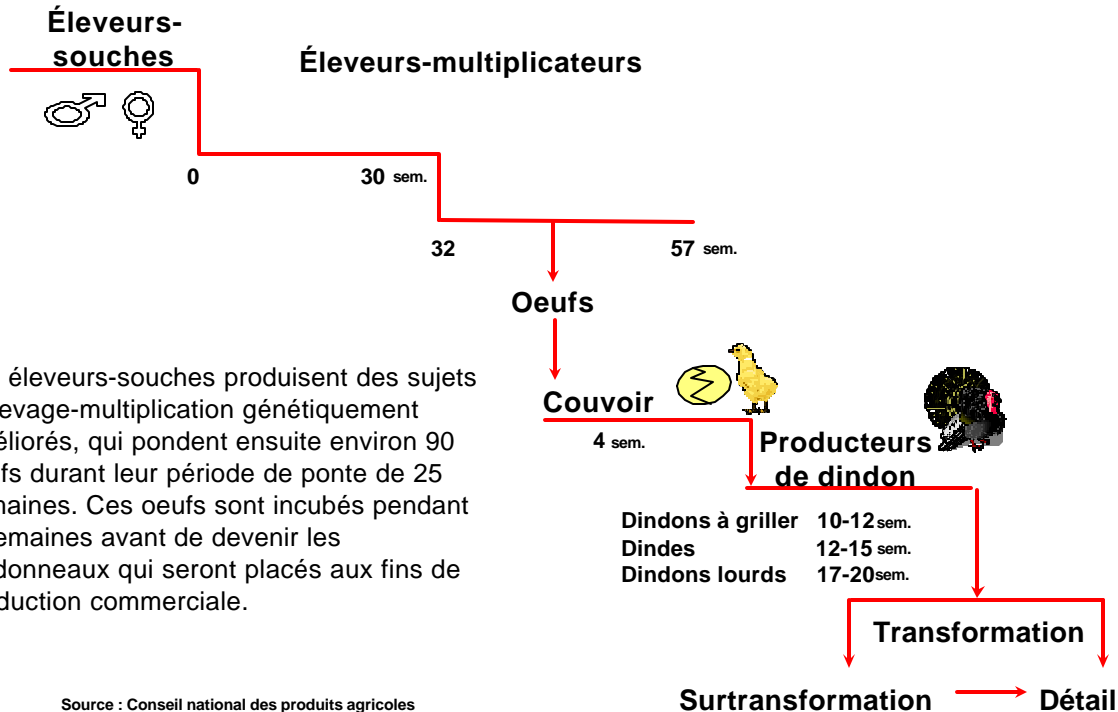 Éleveurs-
souches
Éleveurs-multiplicateurs
0
30 sem.
32
57 sem.
Oeufs
éleveurs-souches produisent des sujets
evage-multiplication génétiquement
éliorés, qui pondent ensuite environ 90
fs durant leur période de ponte de 25
maines. Ces oeufs sont incubés pendant
emaines avant de devenir les
donneaux qui seront placés aux fins de
duction commerciale.
Couvoir
4 sem.
Producteurs
de dindon
Dindons à griller 10-12 sem.
Dindes 12-15 sem.
Dindons lourds 17-20 sem.
Transformation
Surtransformation
Détail
Source : Conseil national des produits agricoles